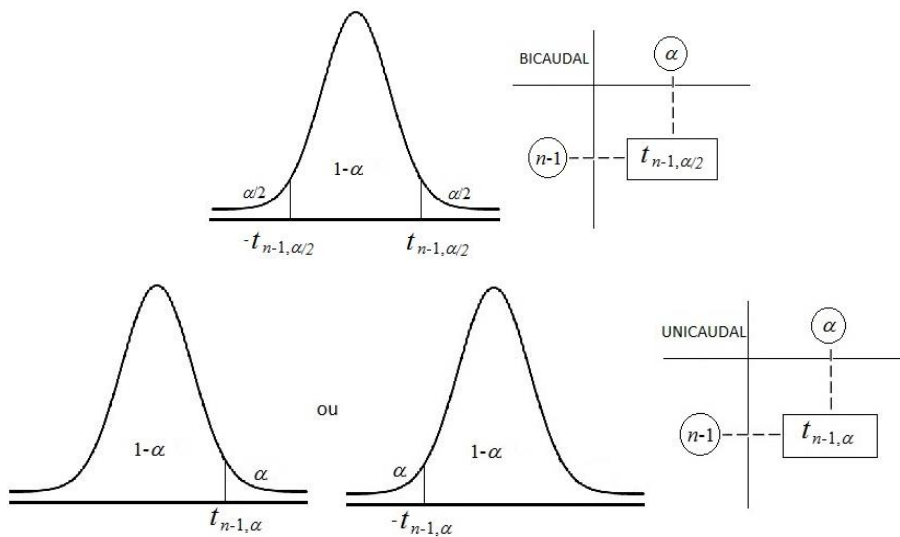 BICAUDAL
α
n-1
t n-1, α/2
1-α
α/2
α/2
-t n-1, α/2
t n-1, α/2
UNICAUDAL
α
n-1
t n-1, α
1-α
α
t n-1, α
ou
α
1-α
-t n-1, α